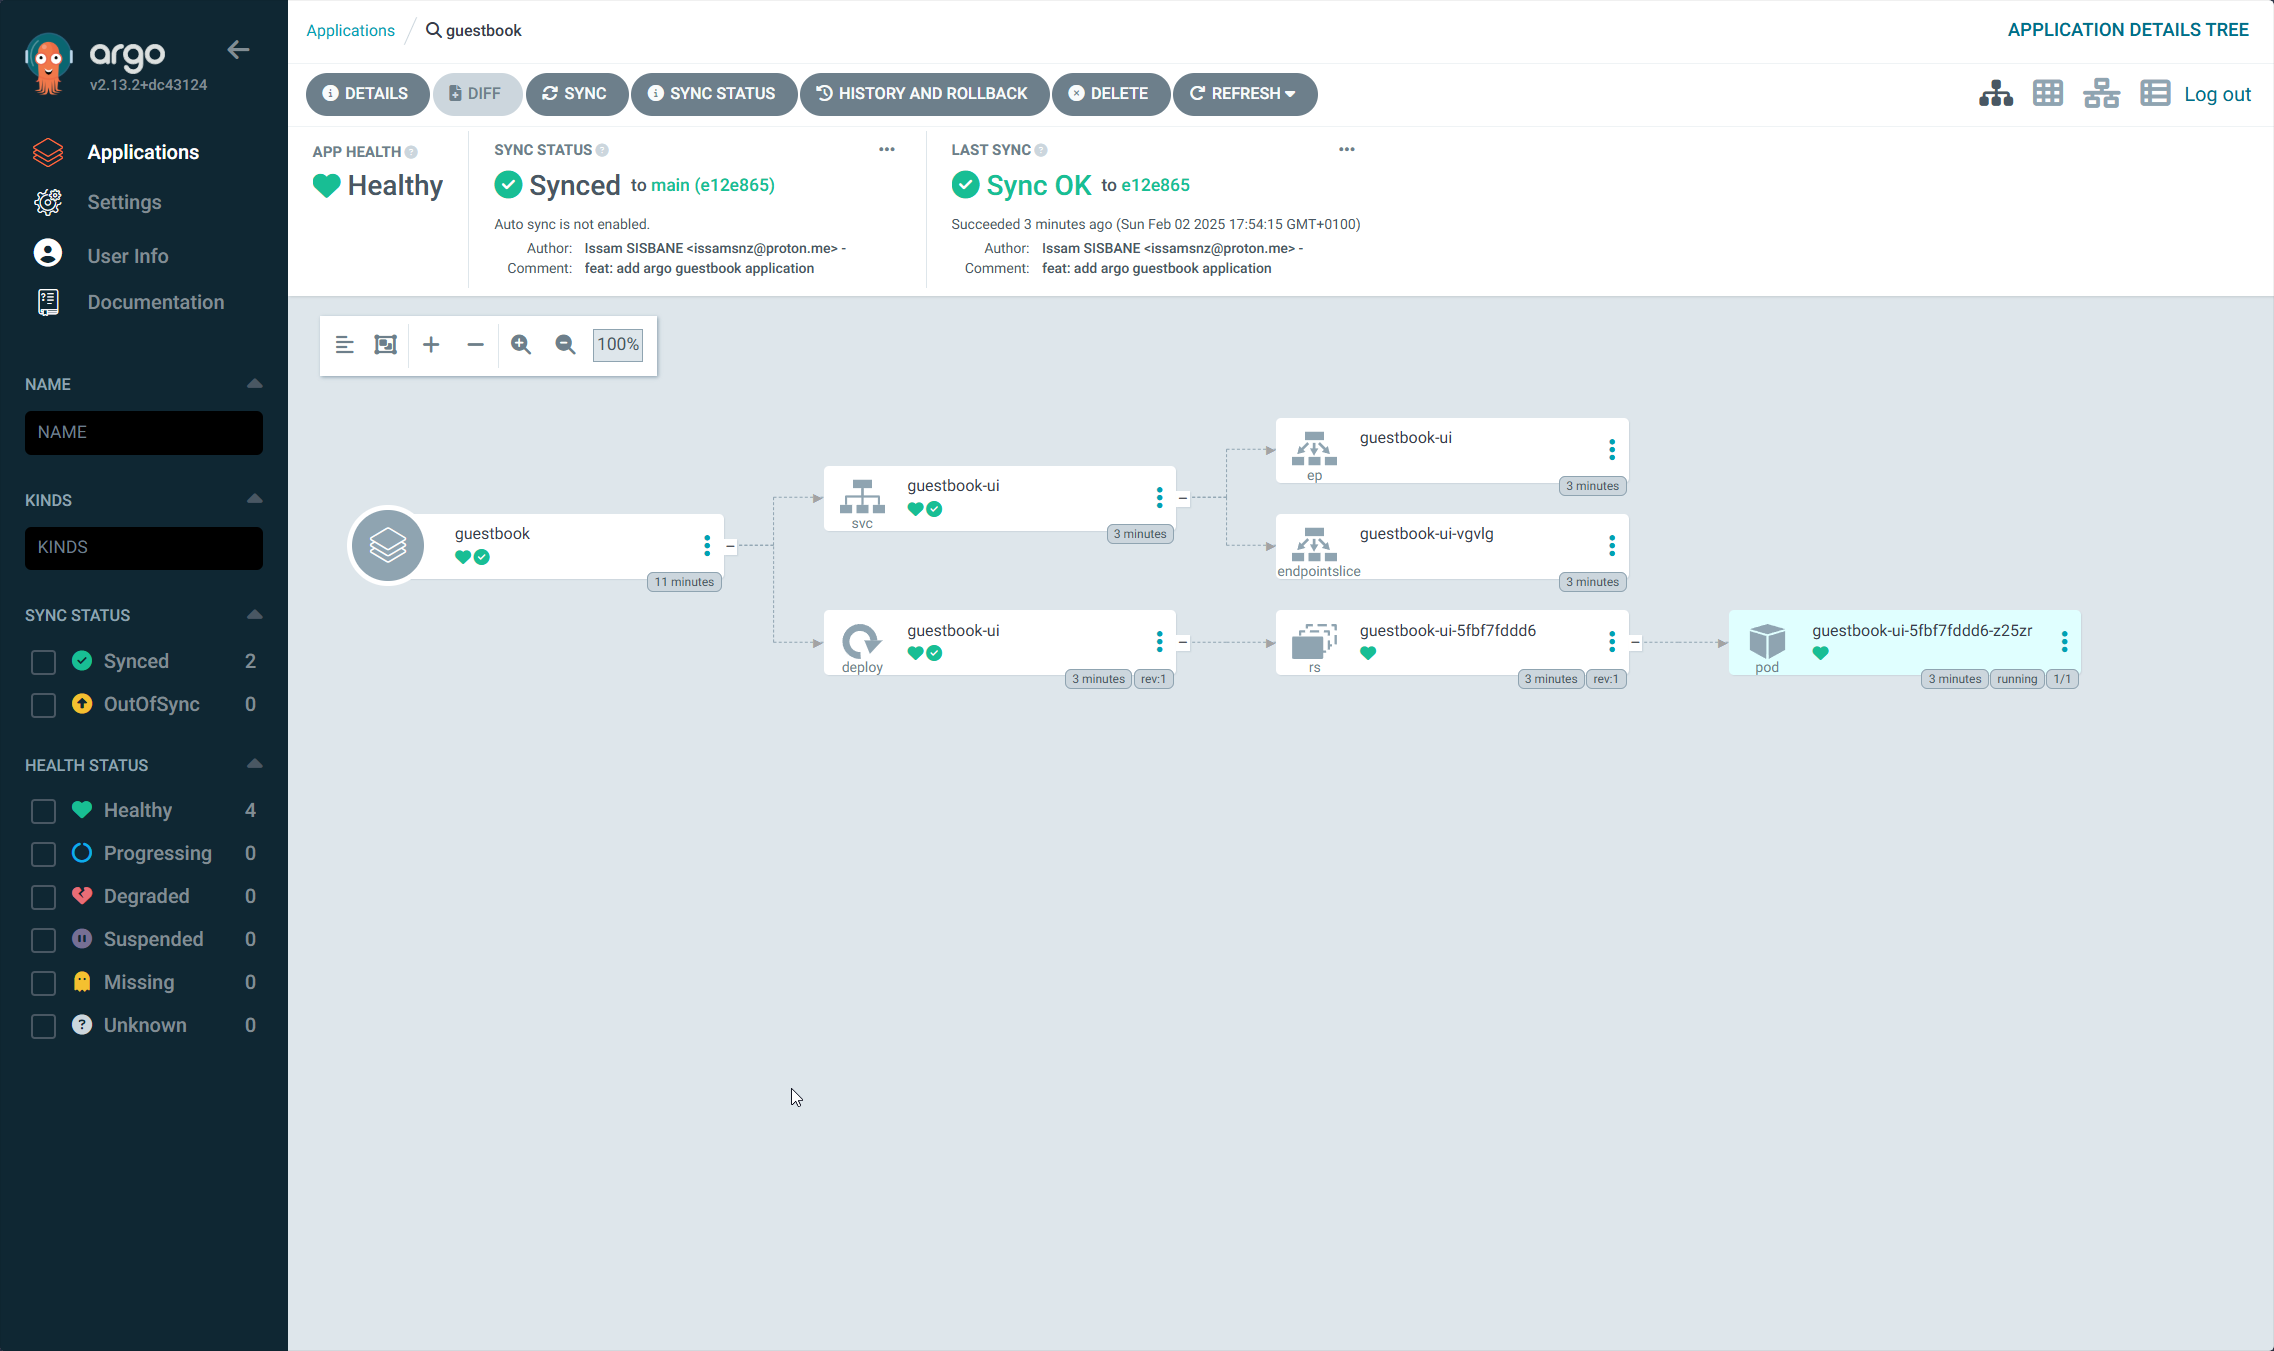 argo
v2.13.2+dc43124
Applications
Settings
User Info
Documentation
NAME
NAME
KINDS
KINDS
SYNC STATUS
Synced 2
OutOfSync 0
HEALTH STATUS
Healthy 4
Progressing 0
Degraded 0
Suspended 0
Missing 0
Unknown 0
Applications / guestbook
APPLICATION DETAILS TREE
DETAILS DIFF SYNC SYNC STATUS HISTORY AND ROLLBACK DELETE REFRESH
Log out
APP HEALTH
Healthy
SYNC STATUS
Synced to main (e12e865)
Auto sync is not enabled.
Author: Issam SISBANE <issamsnz@proton.me> -
Comment: feat: add argo guestbook application
LAST SYNC
Sync OK to e12e865
Succeeded 3 minutes ago (Sun Feb 02 2025 17:54:15 GMT+0100)
Author: Issam SISBANE <issamsnz@proton.me> -
Comment: feat: add argo guestbook application
100%
guestbook
11 minutes
guestbook-ui
svc
3 minutes
guestbook-ui
deploy
3 minutes rev:1
guestbook-ui
ep
3 minutes
guestbook-ui-vgvlg
endpointslice
3 minutes
guestbook-ui-5fbf7fddd6
rs
3 minutes rev:1
guestbook-ui-5fbf7fddd6-z25zr
pod
3 minutes running 1/1